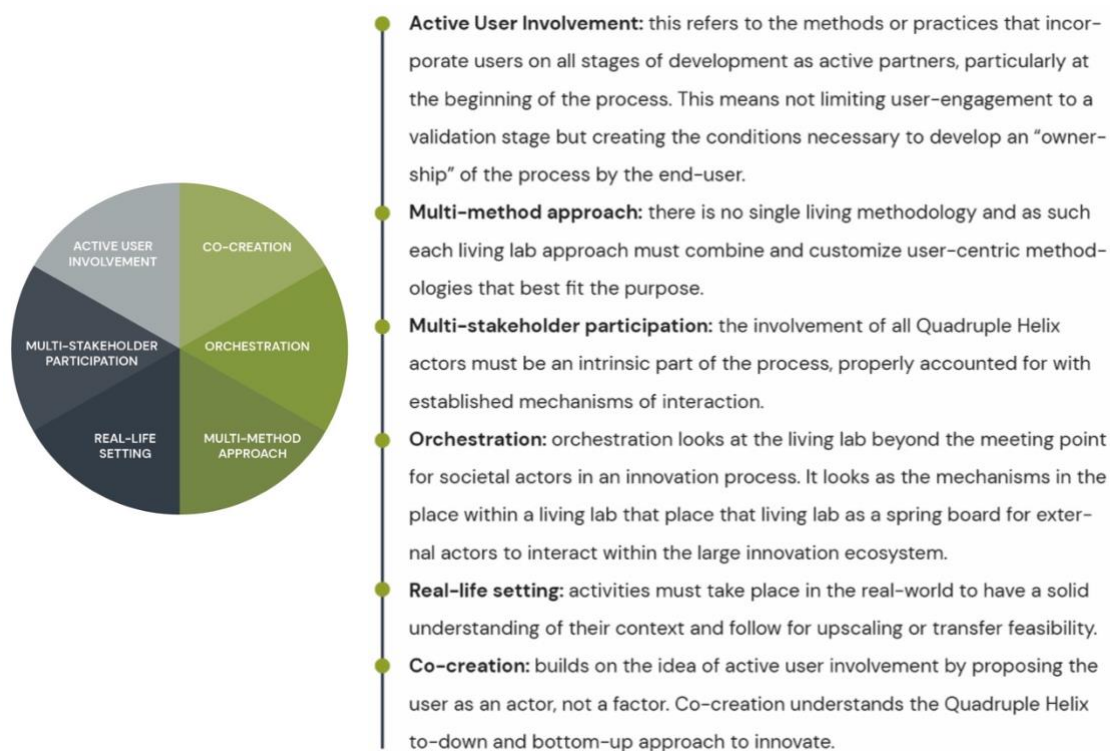 ACTIVE USER
INVOLVEMENT
CO-CREATION
MULTI-STAKEHOLDER
PARTICIPATION
ORCHESTRATION
REAL-LIFE
SETTING
MULTI-METHOD
APPROACH
Active User Involvement: this refers to the methods or practices that incor-
porate users on all stages of development as active partners, particularly at
the beginning of the process. This means not limiting user-engagement to a
validation stage but creating the conditions necessary to develop an “owner-
ship” of the process by the end-user.
Multi-method approach: there is no single living methodology and as such
each living lab approach must combine and customize user-centric method-
ologies that best fit the purpose.
Multi-stakeholder participation: the involvement of all Quadruple Helix
actors must be an intrinsic part of the process, properly accounted for with
established mechanisms of interaction.
Orchestration: orchestration looks at the living lab beyond the meeting point
for societal actors in an innovation process. It looks as the mechanisms in the
place within a living lab that place that living lab as a spring board for exter-
nal actors to interact within the large innovation ecosystem.
Real-life setting: activities must take place in the real-world to have a solid
understanding of their context and follow for upscaling or transfer feasibility.
Co-creation: builds on the idea of active user involvement by proposing the
user as an actor, not a factor. Co-creation understands the Quadruple Helix
to-down and bottom-up approach to innovate.